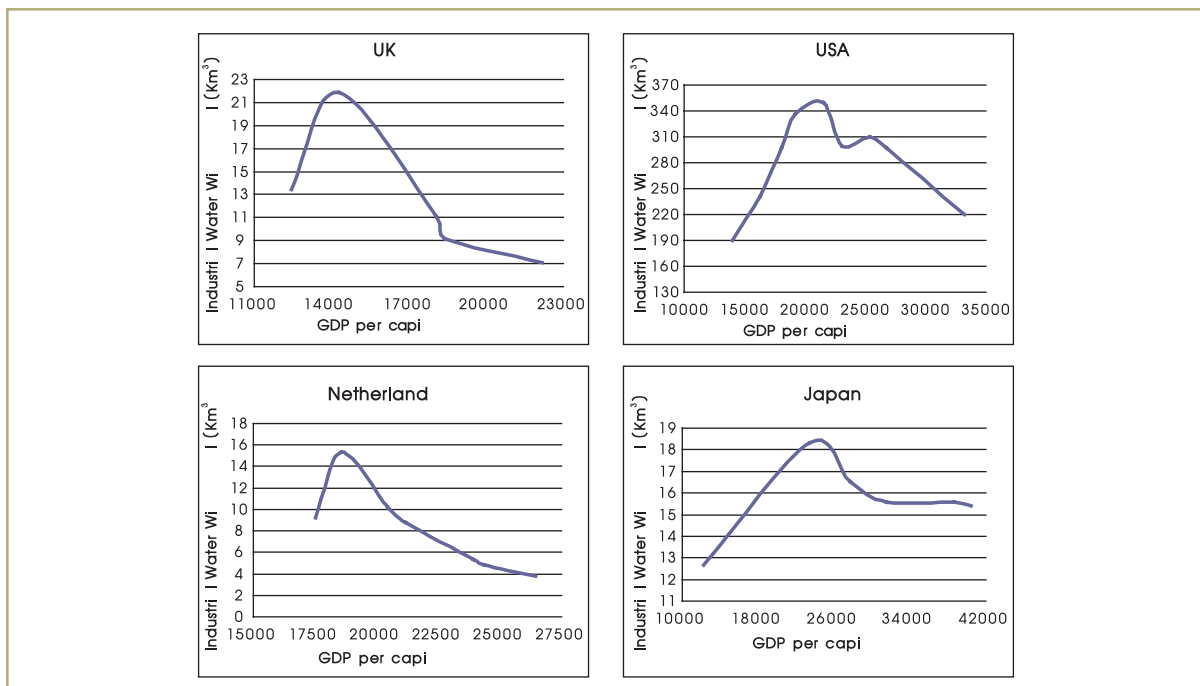 UK
I (Km³)
Industri I Water Wi
23
21
19
17
15
13
11
9
7
5
11000 14000 17000 20000 23000
GDP per capi
USA
I (Km³)
Industri I Water Wi
370
340
310
280
250
220
190
160
130
10000 15000 20000 25000 30000 35000
GDP per capi
Netherland
I (Km³)
Industri I Water Wi
18
16
14
12
10
8
6
4
2
0
15000 17500 20000 22500 25000 27500
GDP per capi
Japan
I (Km³)
Industri I Water Wi
19
18
17
16
15
14
13
12
11
10000 18000 26000 34000 42000
GDP per capi